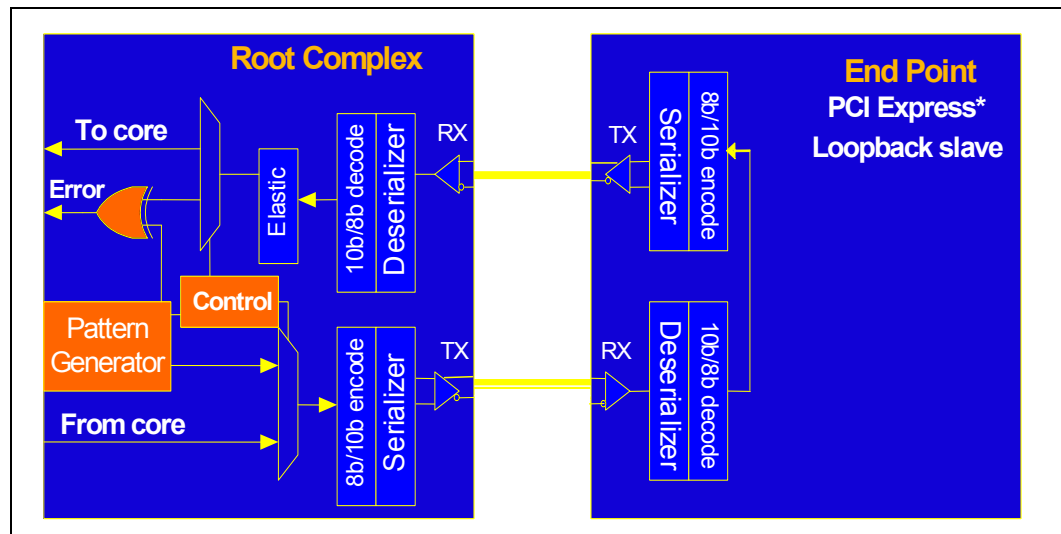 Root Complex
To core
Error
Elastic
10b/8b decode
Deserializer
RX
Control
Pattern
Generator
From core
8b/10b encode
Serializer
TX
End Point
PCI Express*
Loopback slave
TX
Serializer
8b/10b encode
RX
Deserializer
10b/8b decode